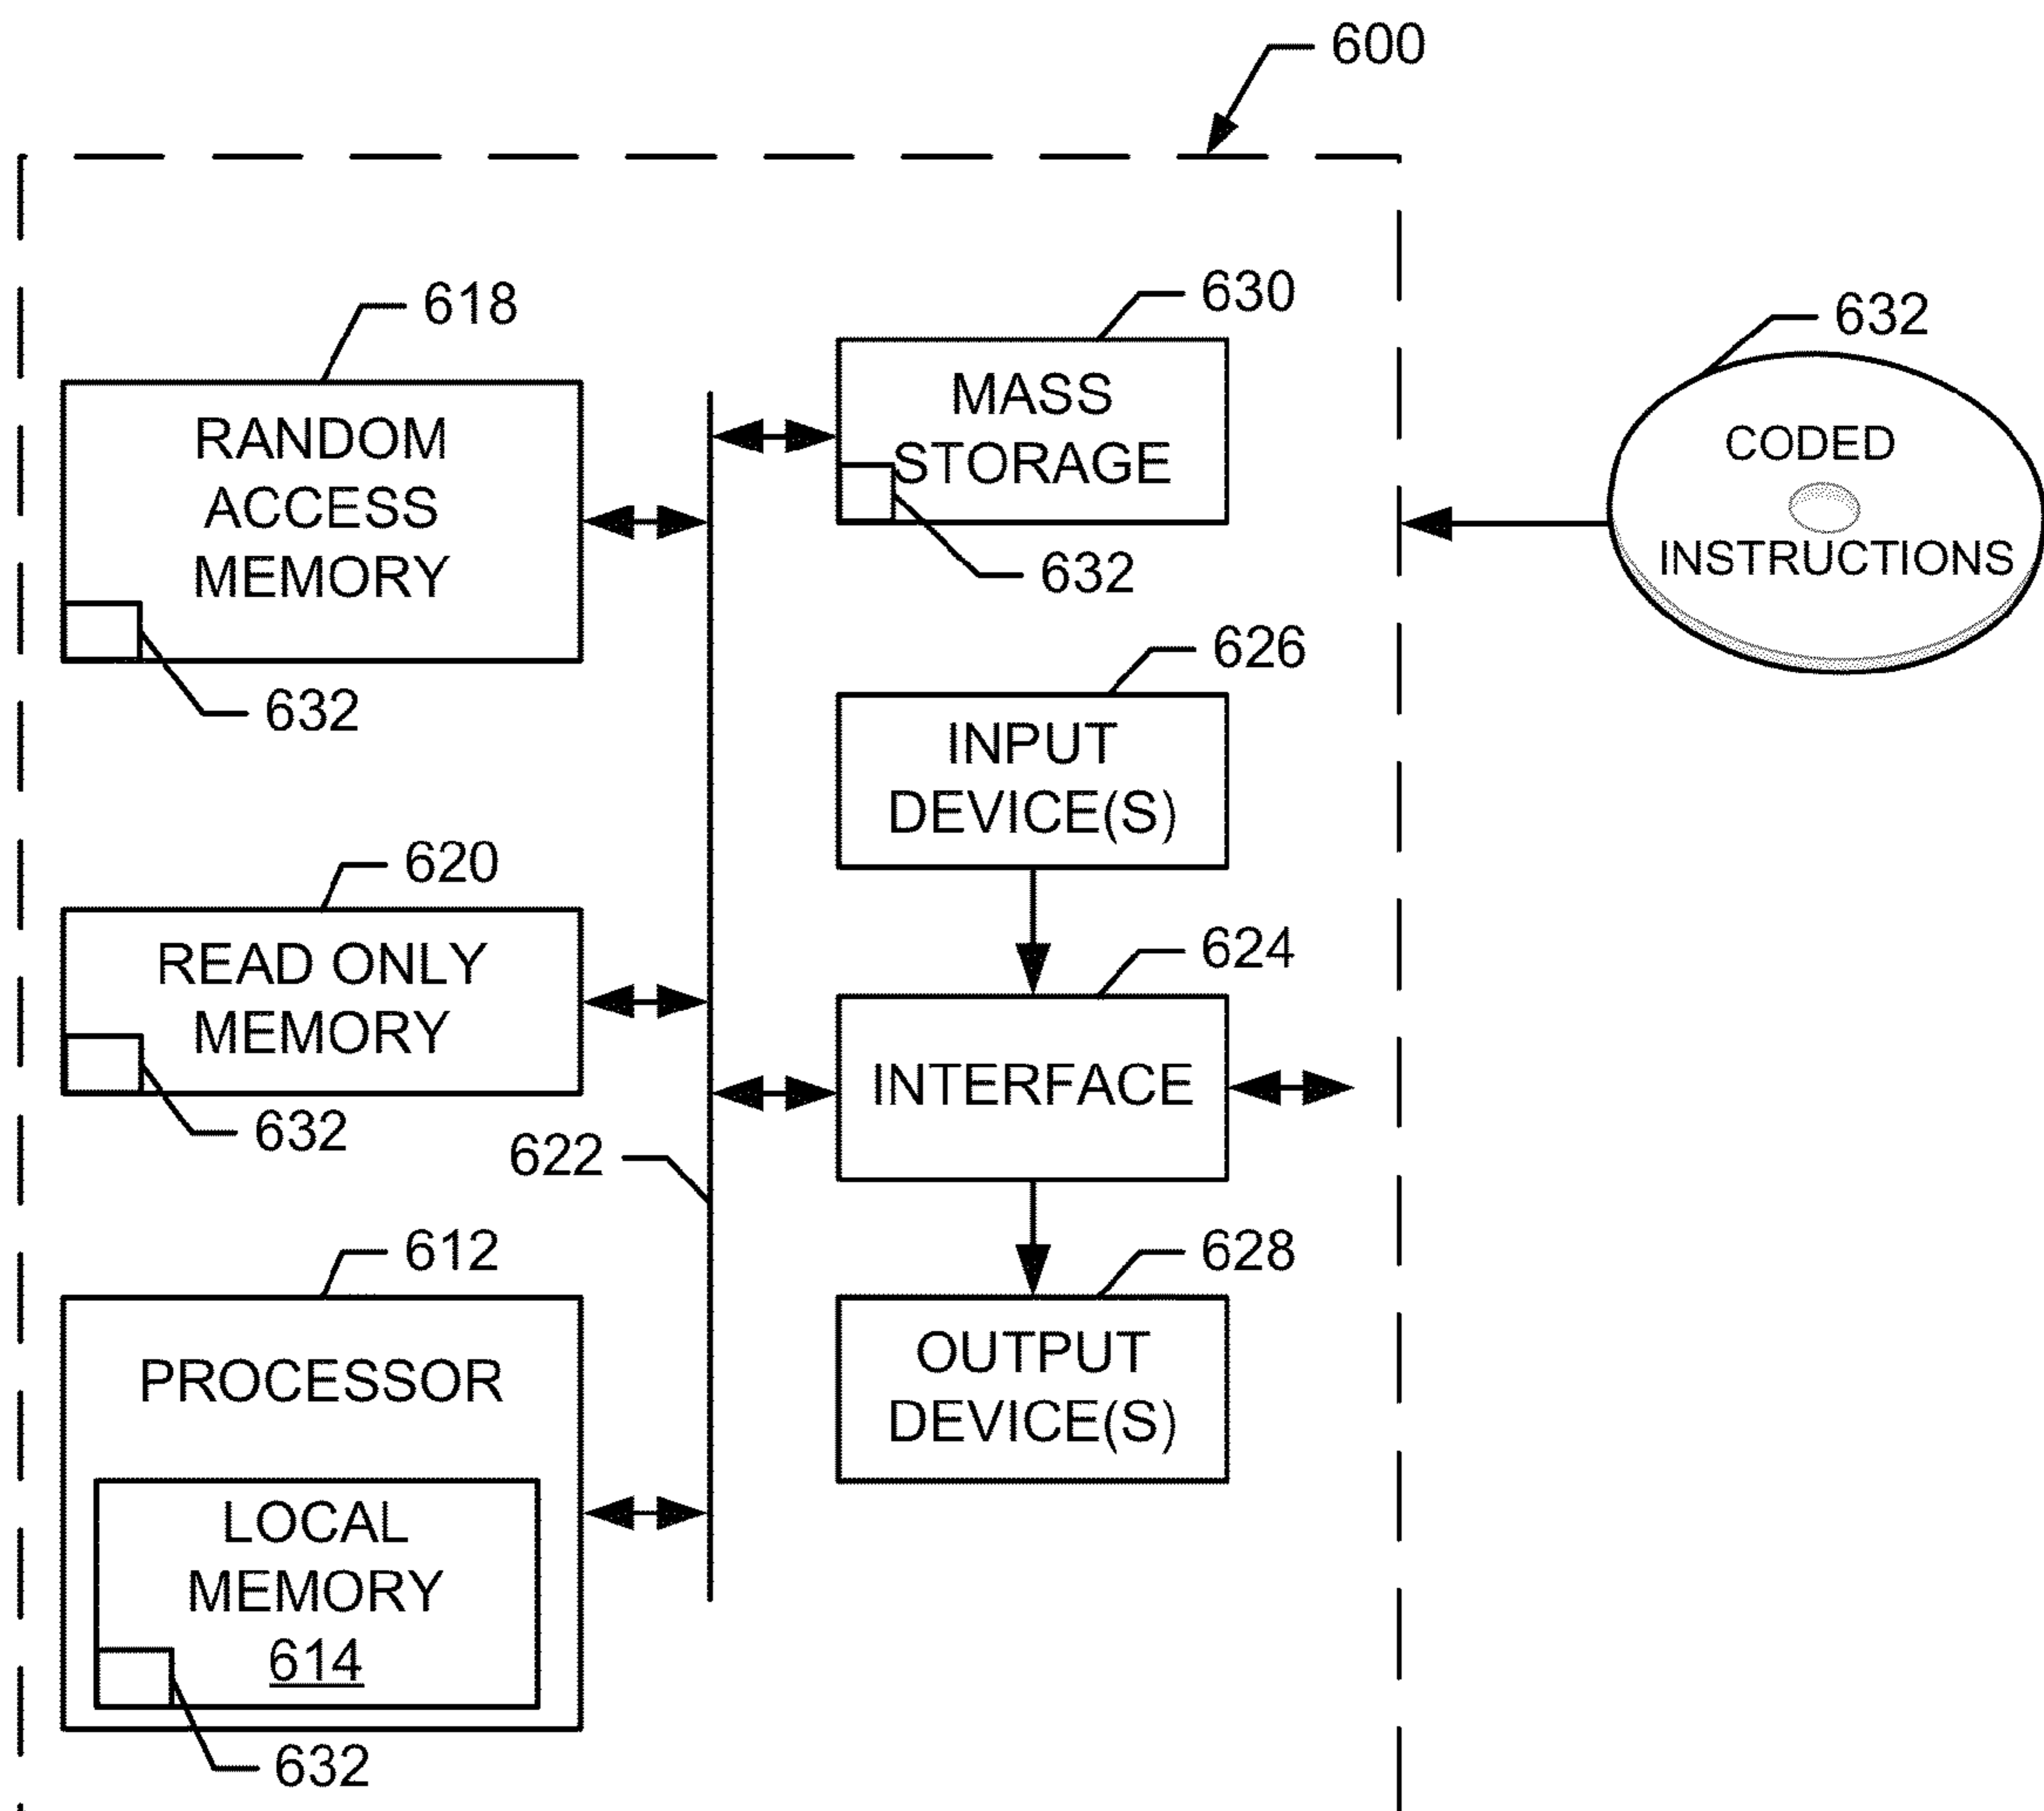 600
618
RANDOM
ACCESS
MEMORY
632
630
MASS
STORAGE
632
632
CODED
INSTRUCTIONS
626
INPUT
DEVICE(S)
620
READ ONLY
MEMORY
632
624
INTERFACE
622
612
PROCESSOR
LOCAL
MEMORY
614
632
628
OUTPUT
DEVICE(S)